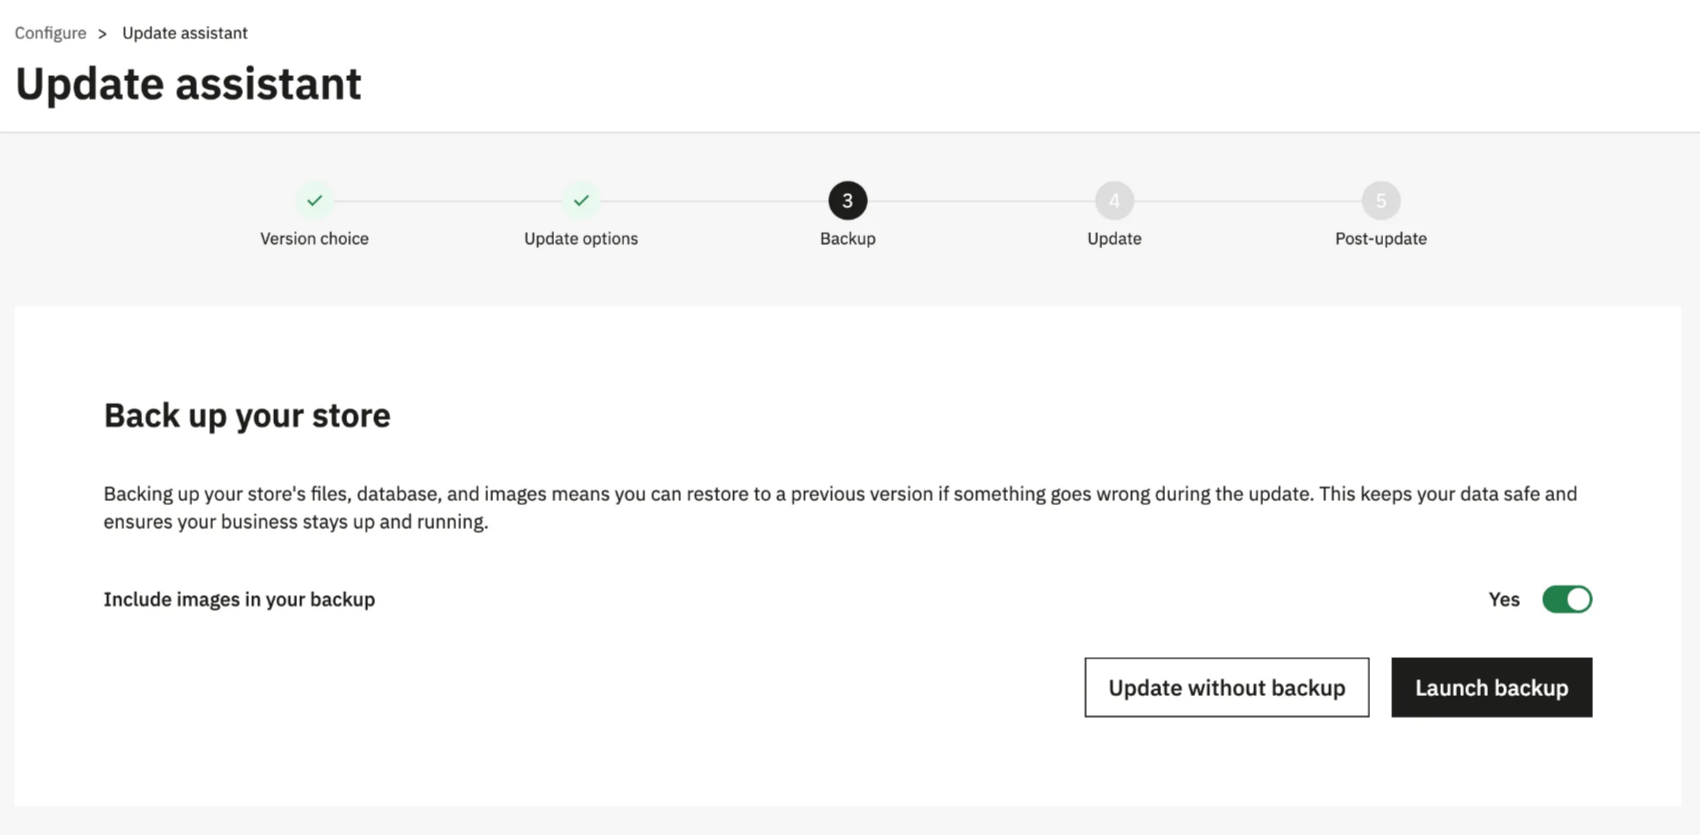 Configure > Update assistant
Update assistant
3 4 5
Version choice Update options Backup Update Post-update
Back up your store
Backing up your store's files, database, and images means you can restore to a previous version if something goes wrong during the update. This keeps your data safe and
ensures your business stays up and running.
Include images in your backup Yes
Update without backup Launch backup